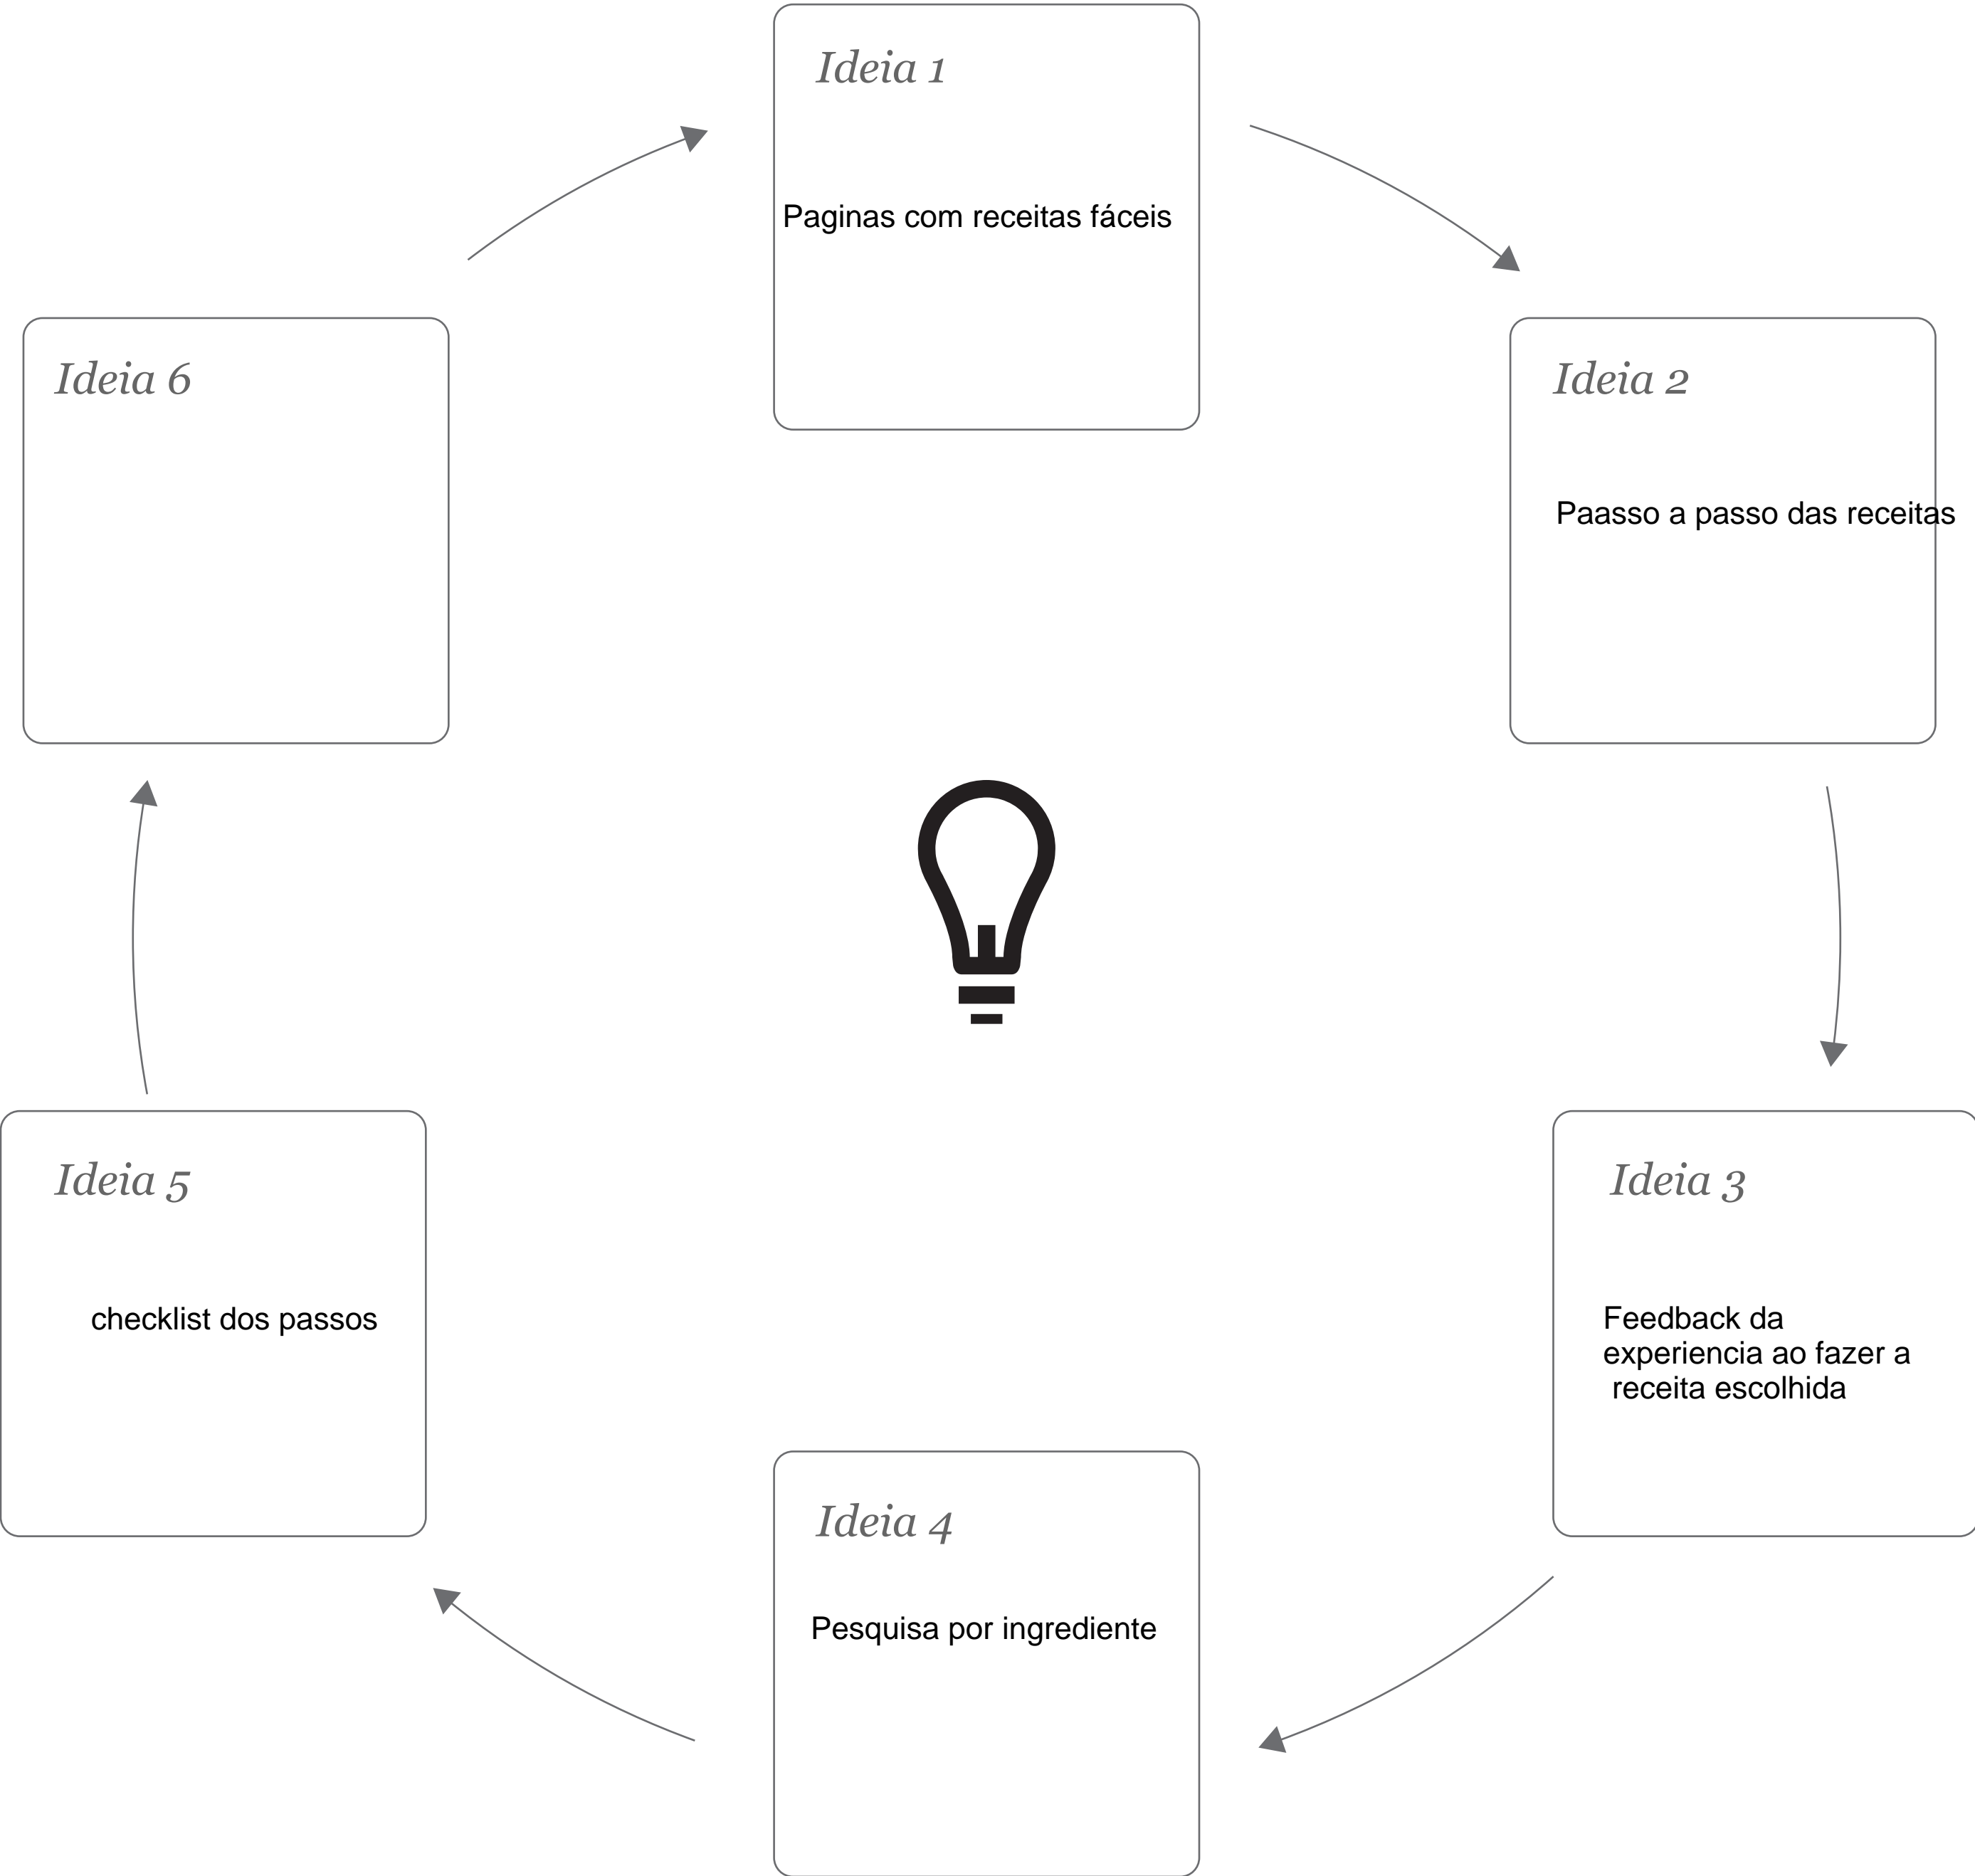 Ideia 1
Paginas com receitas fáceis
Ideia 2
Paasso a passo das receitas
Ideia 3
Feedback da
experiencia ao fazer a
receita escolhida
Ideia 4
Pesquisa por ingrediente
Ideia 5
checklist dos passos
Ideia 6